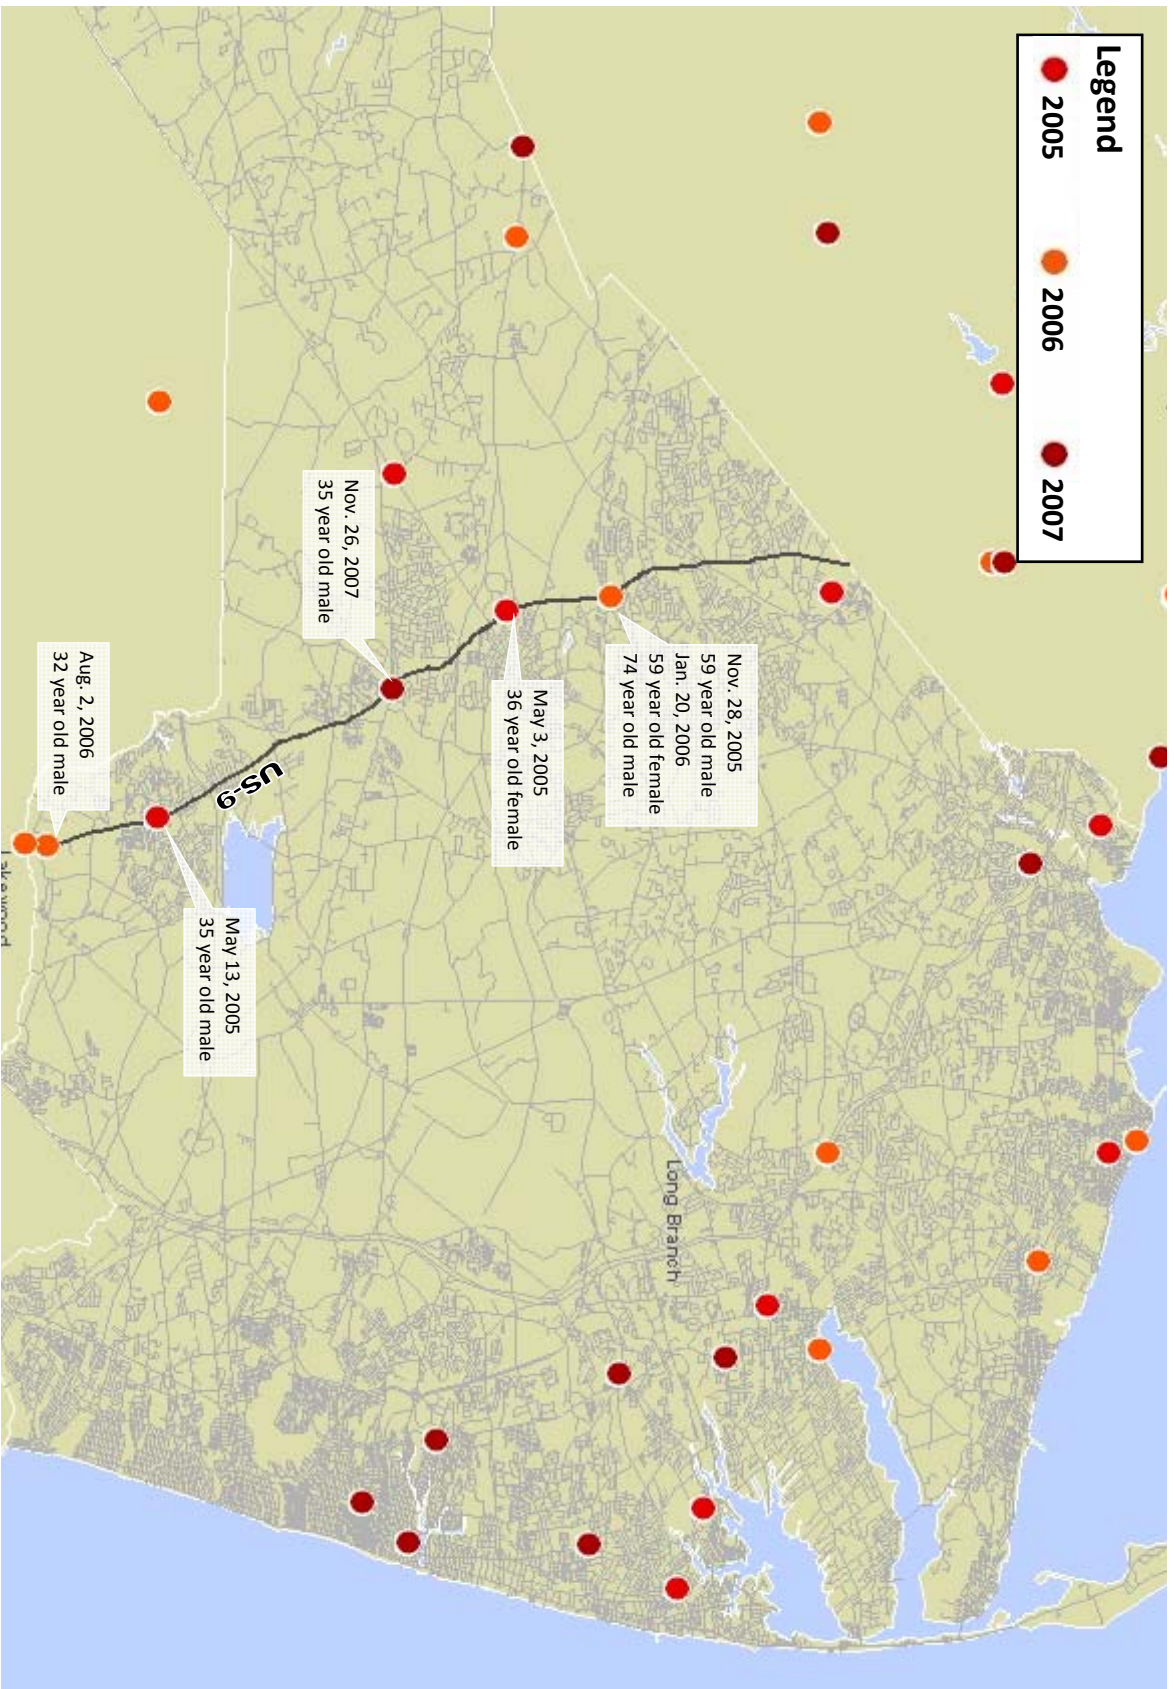 Legend
2005
2006
2007
Nov. 28, 2005
59 year old male
Jan. 20, 2006
59 year old female
74 year old male
May 3, 2005
36 year old female
Nov. 26, 2007
35 year old male
US-9
May 13, 2005
35 year old male
Aug. 2, 2006
32 year old male
Long Branch
Lakewood